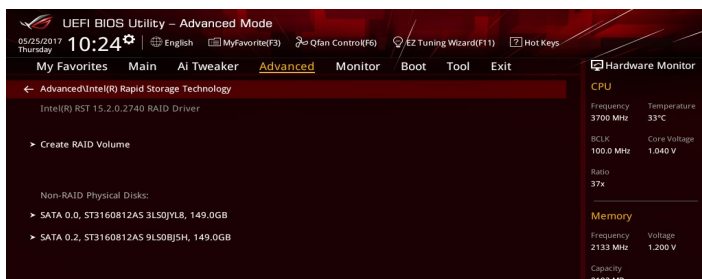 UEFI BIOS Utility – Advanced Mode
05/25/2017 Thursday 10:24 English MyFavorite(F3) Qfan Control(F6) EZ Tuning Wizard(F11) ? Hot Keys
My Favorites Main Ai Tweaker Advanced Monitor Boot Tool Exit
Hardware Monitor
← Advanced\Intel(R) Rapid Storage Technology
Intel(R) RST 15.2.0.2740 RAID Driver
> Create RAID Volume
Non-RAID Physical Disks:
> SATA 0.0, ST3160812AS 3LS0JYL8, 149.0GB
> SATA 0.2, ST3160812AS 9LS0BJ5H, 149.0GB
CPU
Frequency Temperature
3700 MHz 33°C
BCLK Core Voltage
100.0 MHz 1.040 V
Ratio
37x
Memory
Frequency Voltage
2133 MHz 1.200 V
Capacity